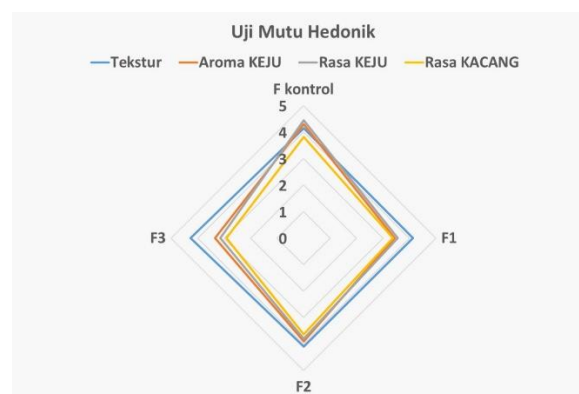 Uji Mutu Hedonik
Tekstur Aroma KEJU Rasa KEJU Rasa KACANG
F kontrol
5
4
3
2
1
0
F3
F1
F2